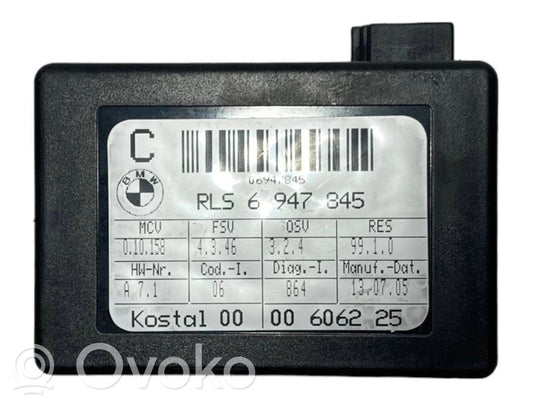 C
BMW
06947845
RLS 6 947 845
MCV FSV OSV RES
0.10.158 4.3.46 3.2.4 99.1.0
HW-Nr. Cod.-I. Diag.-I. Manuf.-Dat.
A 7.1 06 864 13.07.05
Kostal 00 00 6062 25
Ovoko